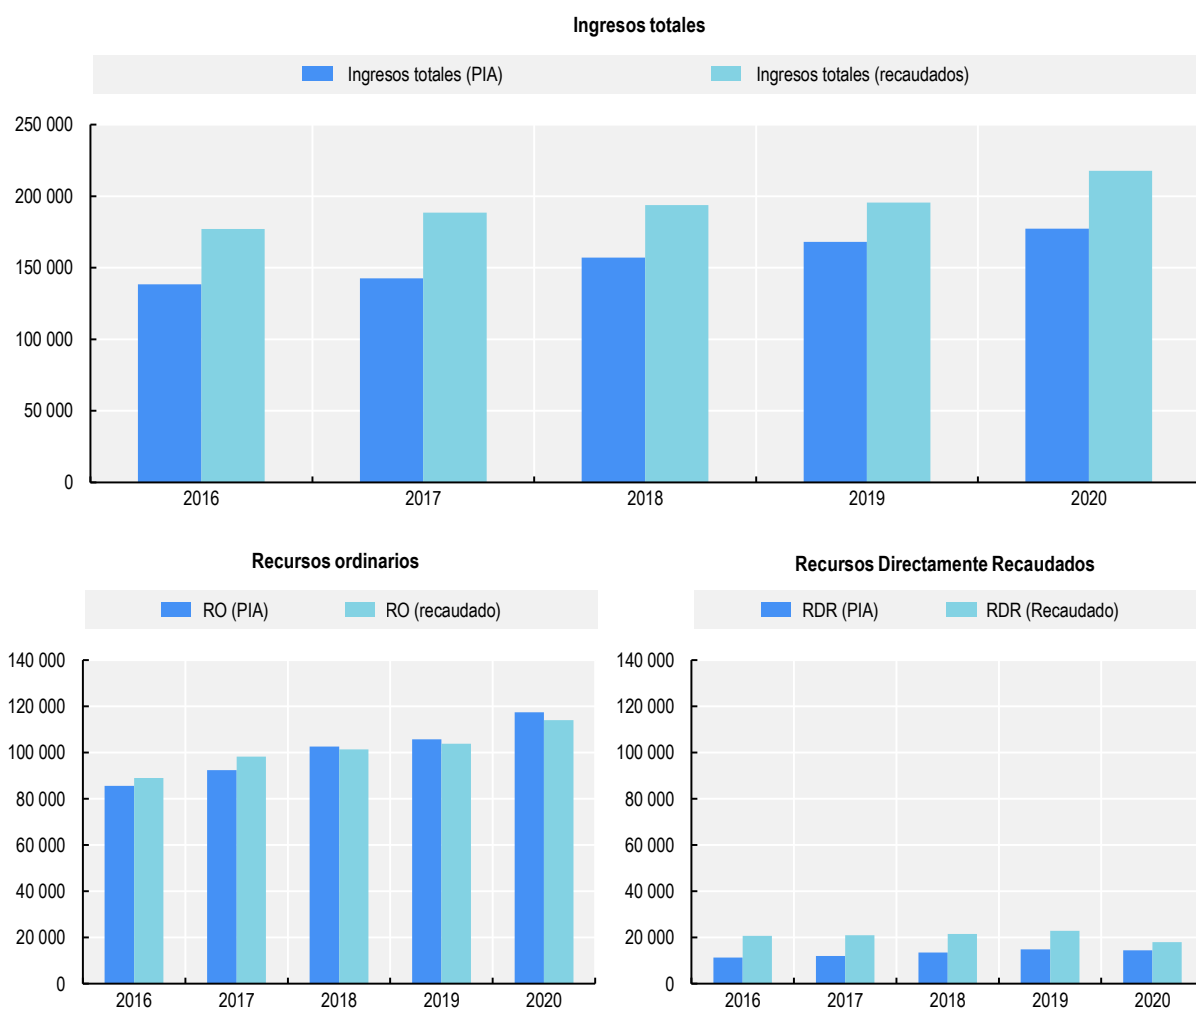 Ingresos totales
Ingresos totales (PIA) Ingresos totales (recaudados)
250 000
200 000
150 000
100 000
50 000
0
2016 2017 2018 2019 2020
Recursos ordinarios
RO (PIA) RO (recaudado)
140 000
120 000
100 000
80 000
60 000
40 000
20 000
0
2016 2017 2018 2019 2020
Recursos Directamente Recaudados
RDR (PIA) RDR (Recaudado)
140 000
120 000
100 000
80 000
60 000
40 000
20 000
0
2016 2017 2018 2019 2020